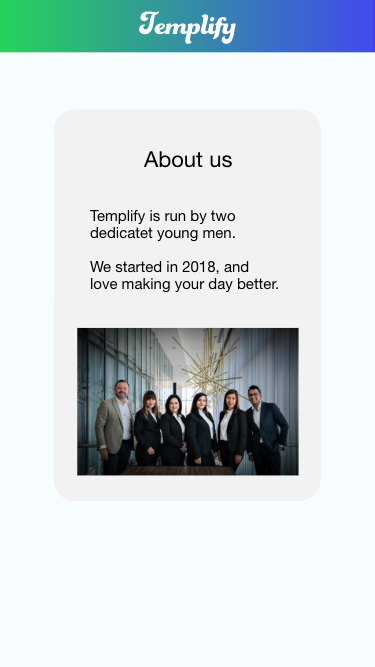 Templify
About us
Templify is run by two
dedicatet young men.
We started in 2018, and
love making your day better.